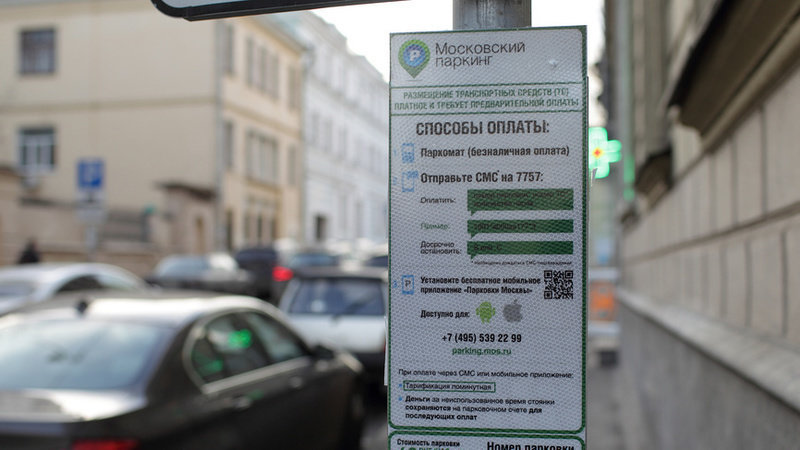 P
Московский
паркинг
РАЗМЕЩЕНИЕ ТРАНСПОРТНЫХ СРЕДСТВ (ТС)
ПЛАТНОЕ И ТРЕБУЕТ ПРЕДВАРИТЕЛЬНОЙ ОПЛАТЫ
СПОСОБЫ ОПЛАТЫ:
1 Паркомат (безналичная оплата)
2 Отправьте СМС на 7757:
Оплатить:
Пример:
Досрочно
остановить:
3 P Установите бесплатное мобильное
приложение «Парковки Москвы»
Доступно для:
+7 (495) 539 22 99
parking.mos.ru
При оплате через СМС или мобильное приложение:
Тарификация поминутная
Деньги за неиспользованное время стоянки
сохраняются на парковочном счете для
последующих оплат
Стоимость парковки
Номер парковки
P